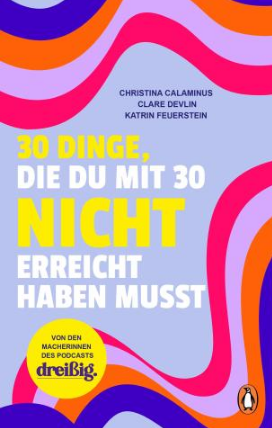 CHRISTINA CALAMINUS
CLARE DEVLIN
KATRIN FEUERSTEIN
30 DINGE,
DIE DU MIT 30
NICHT
ERREICHT
HABEN MUSST
VON DEN
MACHERINNEN
DES PODCASTS
dreißig.